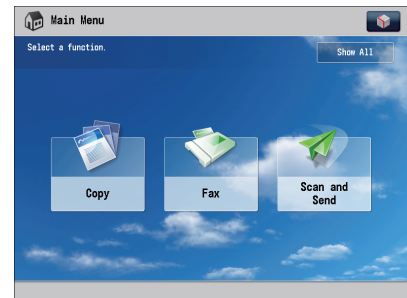 Main Menu
Select a function.
Show All
Copy
Fax
Scan and
Send